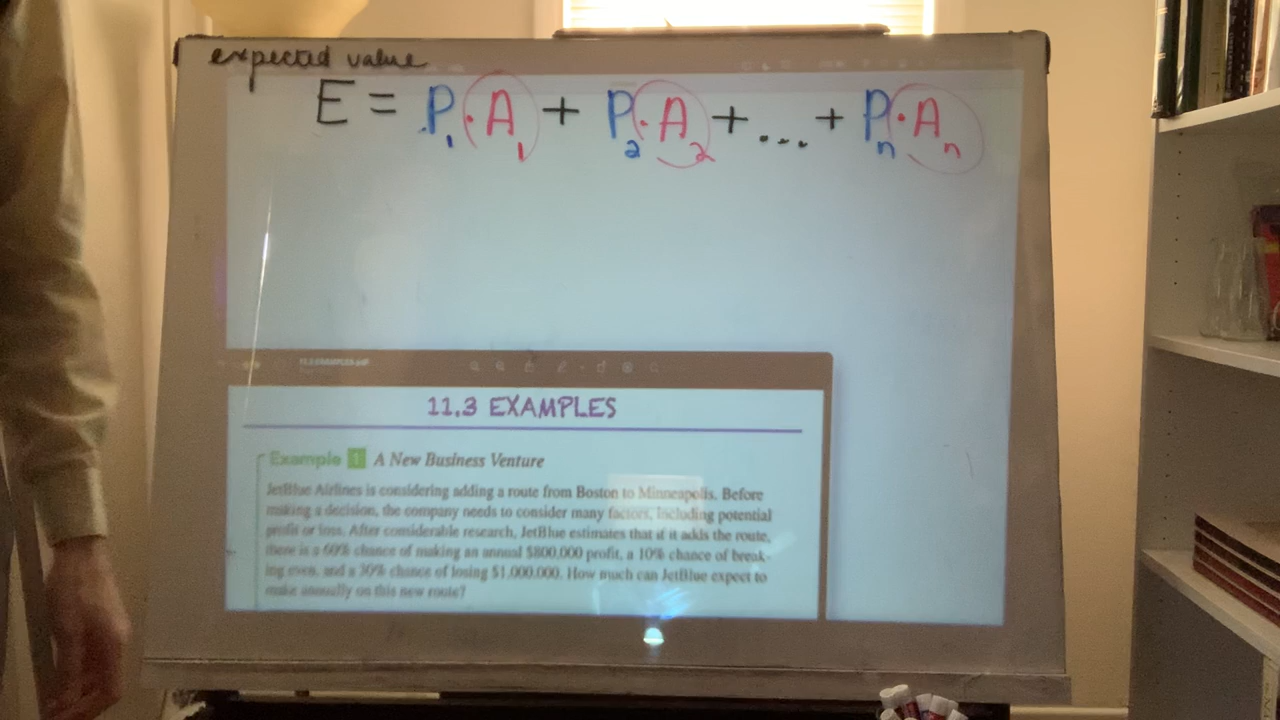 expected value
E = P₁ · A₁ + P₂ · A₂ + ... + Pₙ · Aₙ
11.3 EXAMPLES
Example 1 A New Business Venture
JetBlue Airlines is considering adding a route from Boston to Minneapolis. Before
making a decision, the company needs to consider many factors, including potential
profit or loss. After considerable research, JetBlue estimates that if it adds the route,
there is a 60% chance of making an annual $800,000 profit, a 10% chance of break-
ing even, and a 30% chance of losing $1,000,000. How much can JetBlue expect to
make annually on this new route?